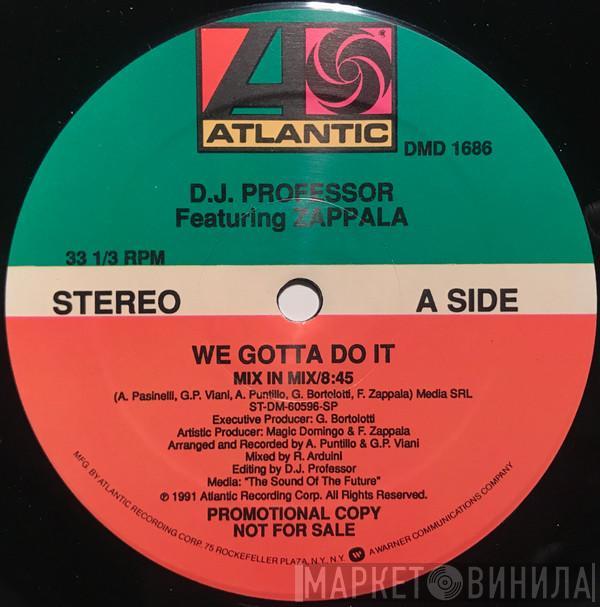 ATLANTIC
DMD 1686
D.J. PROFESSOR
Featuring ZAPPALA
33 1/3 RPM
STEREO
A SIDE
WE GOTTA DO IT
MIX IN MIX/8:45
(A. Pasinelli, G.P. Viani, A. Puntillo, G. Bortolotti, F. Zappala) Media SRL
ST-DM-60596-SP
Executive Producer: G. Bortolotti
Artistic Producer: Magic Domingo & F. Zappala
Arranged and Recorded by A. Puntillo & G.P. Viani
Mixed by R. Arduini
Editing by D.J. Professor
Media: "The Sound Of The Future"
℗ 1991 Atlantic Recording Corp. All Rights Reserved.
PROMOTIONAL COPY
NOT FOR SALE
MFG. BY ATLANTIC RECORDING CORP. 75 ROCKEFELLER PLAZA, N.Y. N.Y. A WARNER COMMUNICATIONS COMPANY
МАРКЕТ ВИНИЛА